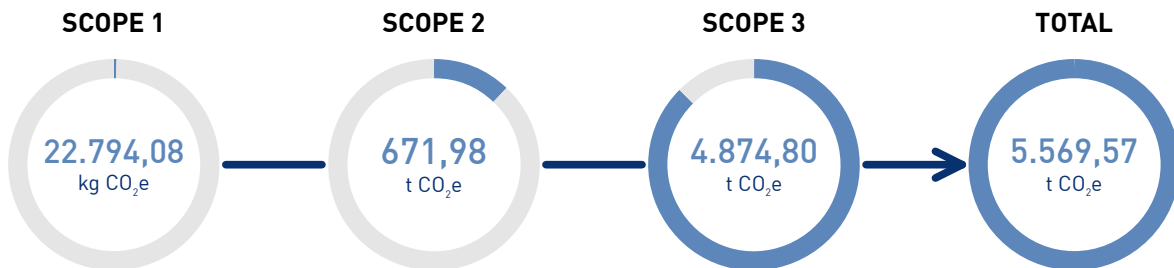 SCOPE 1
SCOPE 2
SCOPE 3
TOTAL
22.794,08
kg CO₂e
671,98
t CO₂e
4.874,80
t CO₂e
5.569,57
t CO₂e